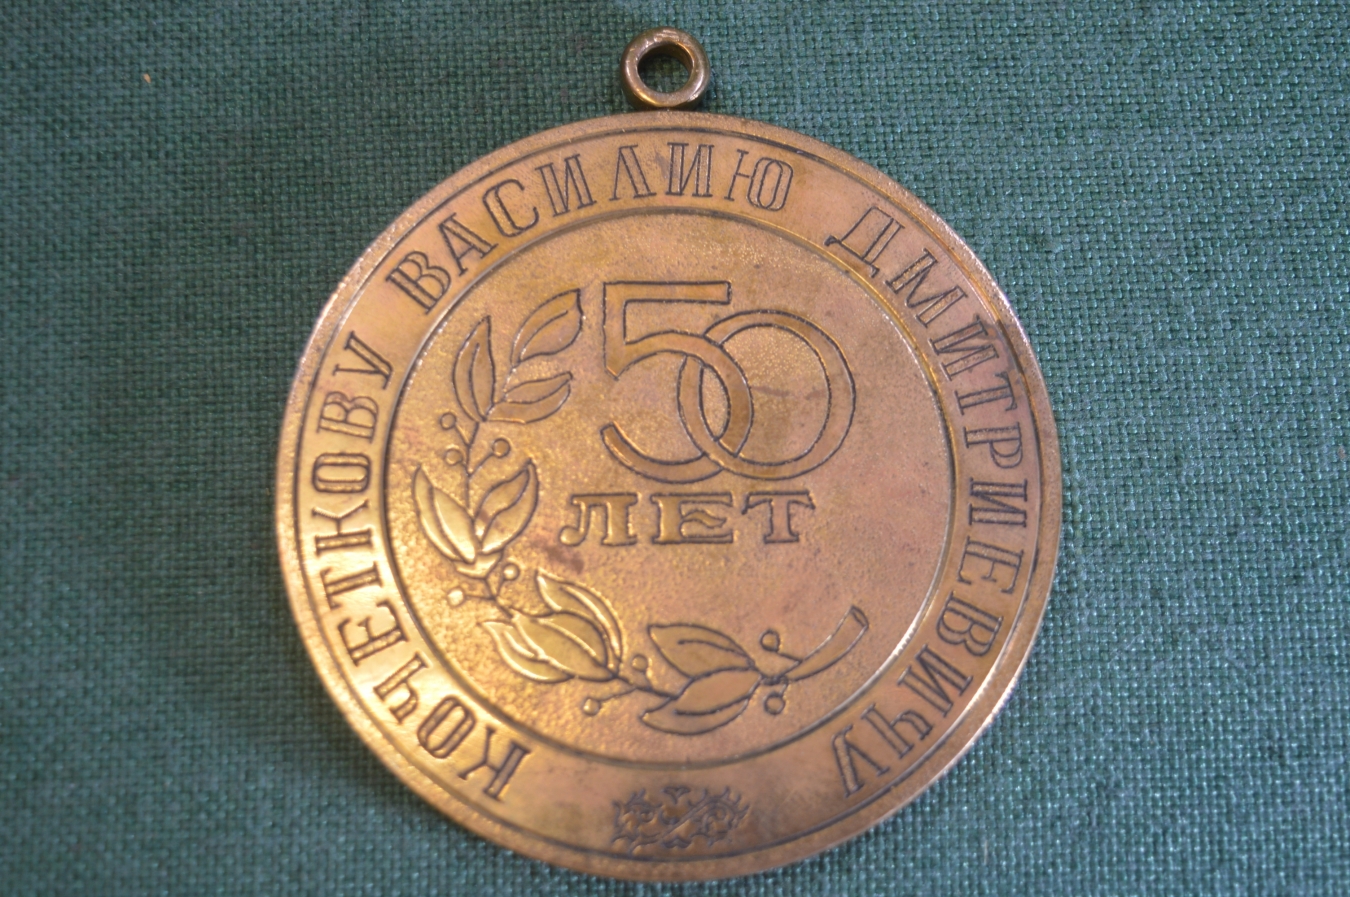 КОЧЕТКОВУ ВАСИЛИЮ ДМИТРИЕВИЧУ
50
ЛЕТ